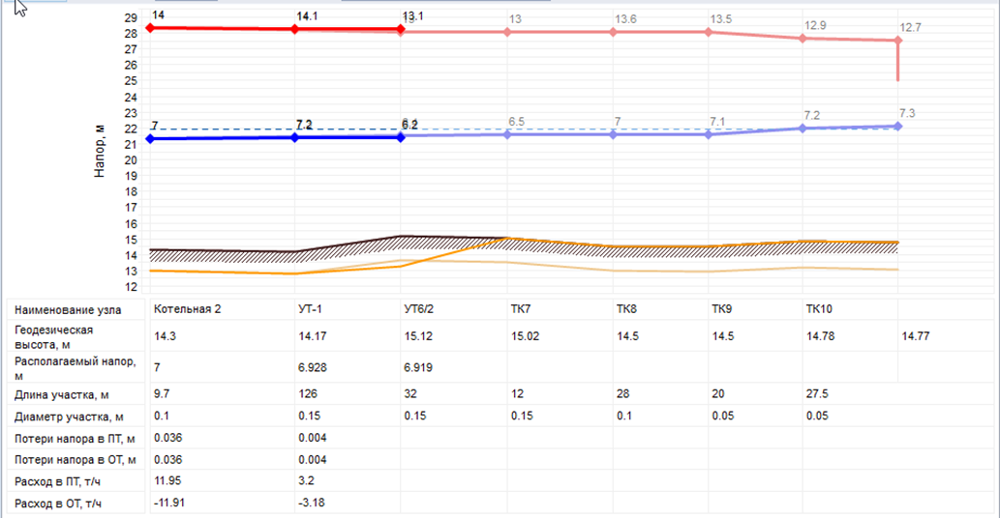 14 14.1 13.1 13 13.6 13.5 12.9 12.7
7 7.2 6.2 6.5 7 7.1 7.2 7.3
Напор, м
29
28
27
26
25
24
23
22
21
20
19
18
17
16
15
14
13
12
Наименование узла Котельная 2 УТ-1 УТ6/2 ТК7 ТК8 ТК9 ТК10
Геодезическая
высота, м 14.3 14.17 15.12 15.02 14.5 14.5 14.78 14.77
Располагаемый напор,
м 7 6.928 6.919
Длина участка, м 9.7 126 32 12 28 20 27.5
Диаметр участка, м 0.1 0.15 0.15 0.15 0.1 0.05 0.05
Потери напора в ПТ, м 0.036 0.004
Потери напора в ОТ, м 0.036 0.004
Расход в ПТ, т/ч 11.95 3.2
Расход в ОТ, т/ч -11.91 -3.18